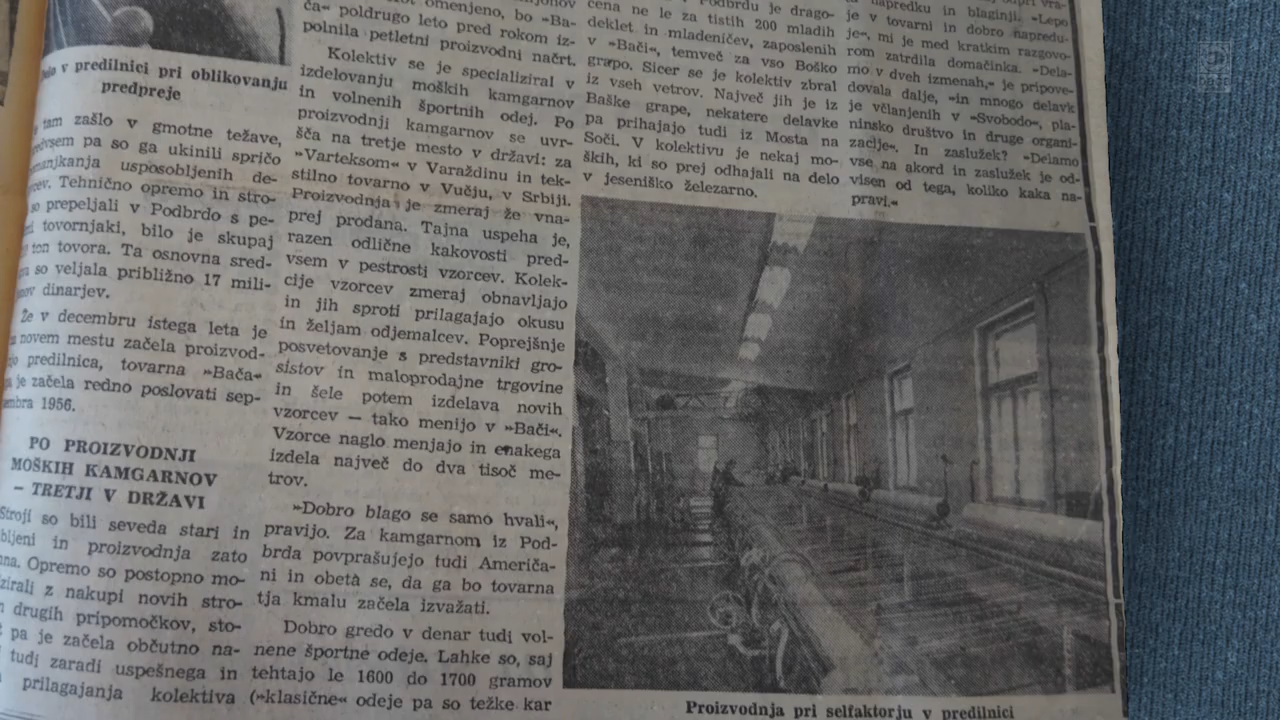 v predilnici pri oblikovanju
predpreje
tam zašlo v gmotne težave,
pa so ga ukinili spričo
usposobljenih de-
Tehnično opremo in stro-
so prepeljali v Podbrdo s pe-
tovornjaki, bilo je skupaj
ton tovora. Ta osnovna sred-
so veljala približno 17 mili-
dinarjev.
Že v decembru istega leta je
novem mestu začela proizvod-
predilnica, tovarna »Bača«
je začela redno poslovati sep-
1956.
PO PROIZVODNJI
MOŠKIH KAMGARNOV
– TRETJI V DRŽAVI
Stroji so bili seveda stari in
in proizvodnja zato
Opremo so postopno mo-
z nakupi novih stro-
drugih pripomočkov, sto-
pa je začela občutno na-
tudi zaradi uspešnega in
prilagajanja kolektiva
omenjeno, bo »Ba-
ča« poldrugo leto pred rokom iz-
polnila petletni proizvodni načrt.
Kolektiv se je specializiral v
izdelovanju moških kamgarnov
in volnenih športnih odej. Po
proizvodnji kamgarnov se uvr-
šča na tretje mesto v državi: za
»Varteksom« v Varaždinu in tek-
stilno tovarno v Vučju, v Srbiji.
Proizvodnja je zmeraj že vna-
prej prodana. Tajna uspeha je,
razen odlične kakovosti pred-
vsem v pestrosti vzorcev. Kolek-
cije vzorcev zmeraj obnavljajo
in jih sproti prilagajajo okusu
in željam odjemalcev. Poprejšnje
posvetovanje s predstavniki gro-
sistov in maloprodajne trgovine
in šele potem izdelava novih
vzorcev — tako menijo v »Bači«.
Vzorce naglo menjajo in enakega
izdela največ do dva tisoč me-
trov.
»Dobro blago se samo hvali«,
pravijo. Za kamgarnom iz Pod-
brda povprašujejo tudi Američa-
ni in obeta se, da ga bo tovarna
tja kmalu začela izvažati.
Dobro gredo v denar tudi vol-
nene športne odeje. Lahke so, saj
tehtajo le 1600 do 1700 gramov
(»klasične« odeje pa so težke kar
Podbrdu je drago-
cena ne le za tistih 200 mladih
deklet in mladeničev, zaposlenih
v »Bači«, temveč za vso Boško
grapo. Sicer se je kolektiv zbral
iz vseh vetrov. Največ jih je iz
Baške grape, nekatere delavke
pa prihajajo tudi iz Mosta na
Soči. V kolektivu je nekaj mo-
ških, ki so prej odhajali na delo
v jeseniško železarno.
napredku in blaginji. »Lepo
je v tovarni in dobro napredu-
je«, mi je med kratkim razgovo-
rom zatrdila domačinka. »Dela-
mo v dveh izmenah,« je pripove-
dovala dalje, »in mnogo delavk
je včlanjenih v »Svobodo«, pla-
ninsko društvo in druge organi-
zacije«. In zaslužek? »Delamo
vse na akord in zaslužek je od-
visen od tega, koliko kaka na-
pravi.«
Proizvodnja pri selfaktorju v predilnici